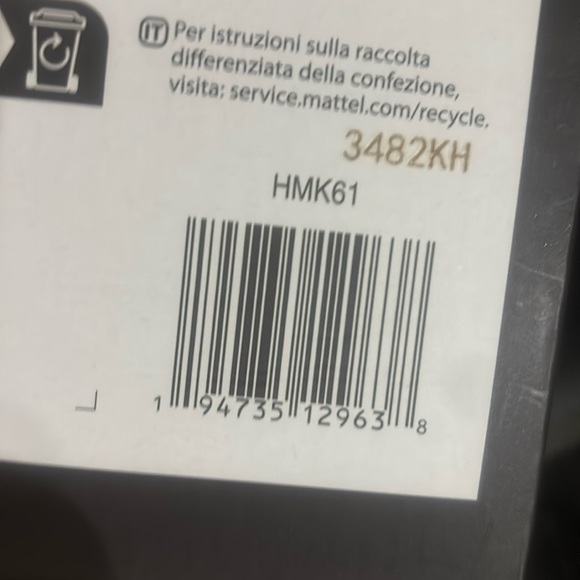 IT Per istruzioni sulla raccolta
differenziata della confezione,
visita: service.mattel.com/recycle.
3482KH
HMK61
1 94735 12963 8